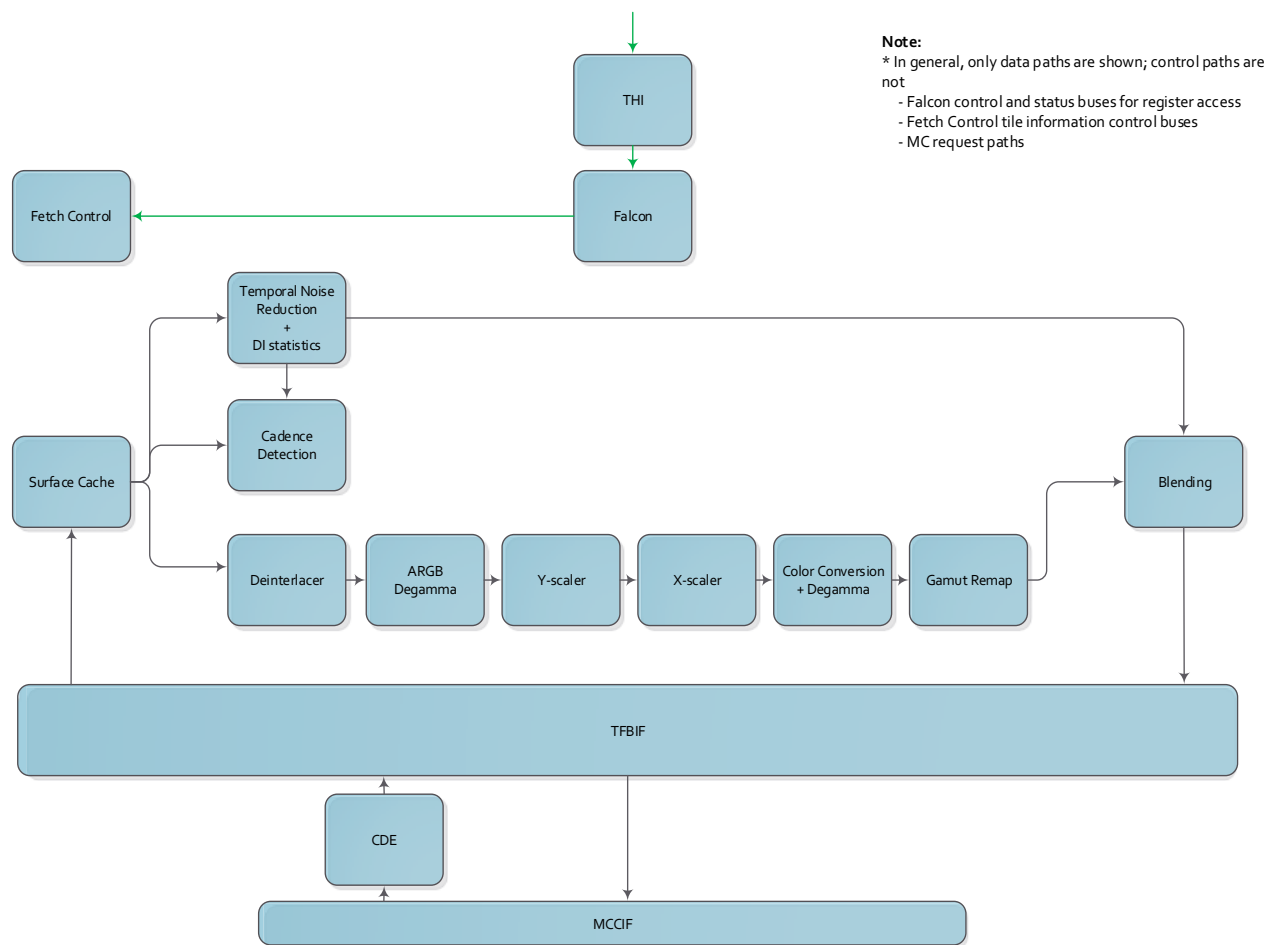 Note:
* In general, only data paths are shown; control paths are
not
- Falcon control and status buses for register access
- Fetch Control tile information control buses
- MC request paths
THI
Fetch Control
Falcon
Temporal Noise
Reduction
+
DI statistics
Cadence
Detection
Surface Cache
Blending
Deinterlacer
ARGB
Degamma
Y-scaler
X-scaler
Color Conversion
+ Degamma
Gamut Remap
TFBIF
CDE
MCCIF